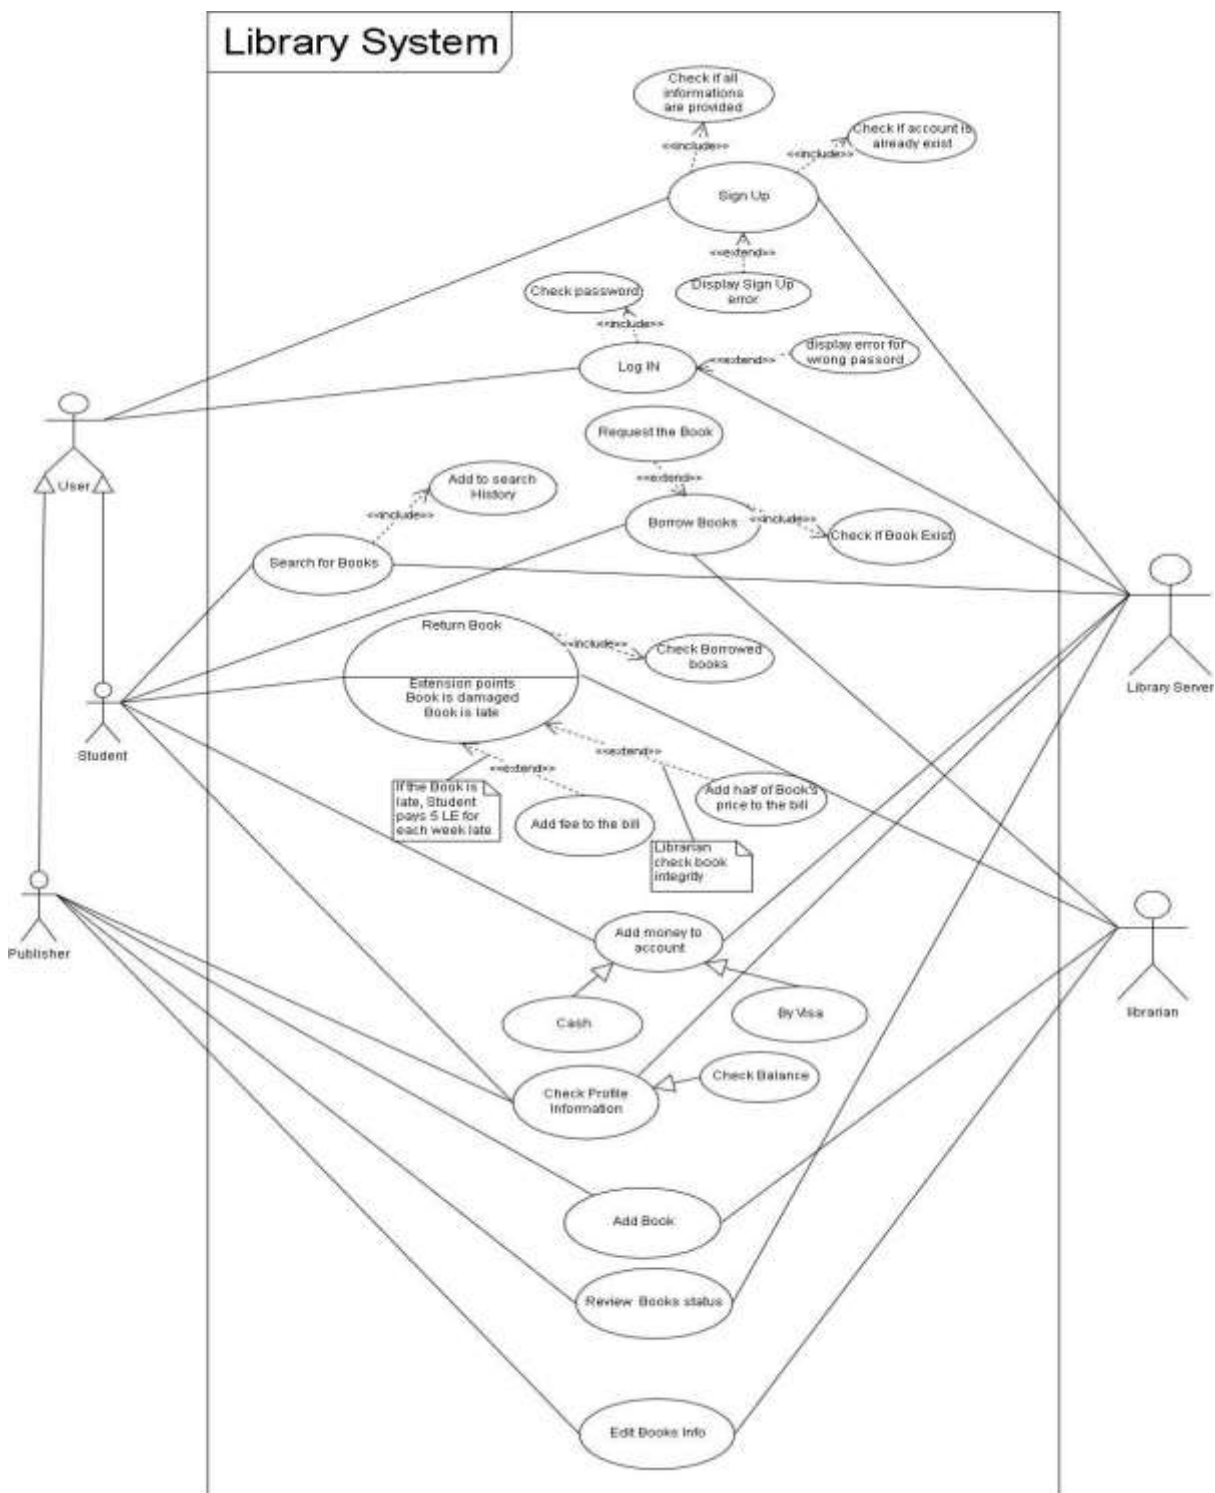 Library System
Check if all
informations
are provided
<<include>>
Check if account is
already exist
<<include>>
Sign Up
<<extend>>
Display Sign Up
error
Check password
<<include>>
display error for
wrong passord
<<extend>>
Log IN
Request the Book
<<extend>>
User
Add to search
History
<<include>>
Borrow Books
<<include>>
Check if Book Exist
Search for Books
Return Book
<<include>>
Check Borrowed
books
Extension points
Book is damaged
Book is late
Library Server
Student
<<extend>>
<<extend>>
If the Book is
late, Student
pays 5 LE for
each week late
Add half of Book's
price to the bill
Add fee to the bill
Librarian
check book
integrity
Publisher
Add money to
account
Cash
By Visa
librarian
Check Balance
Check Profile
Information
Add Book
Review Books status
Edit Books Info